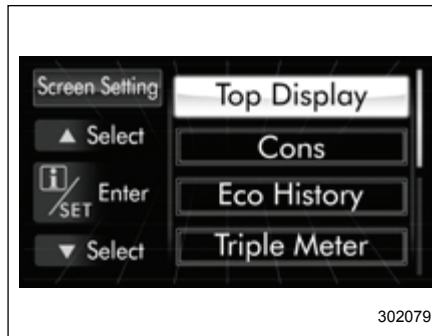 Screen Setting
Top Display
▲ Select
Cons
i/SET Enter
Eco History
▼ Select
Triple Meter
302079